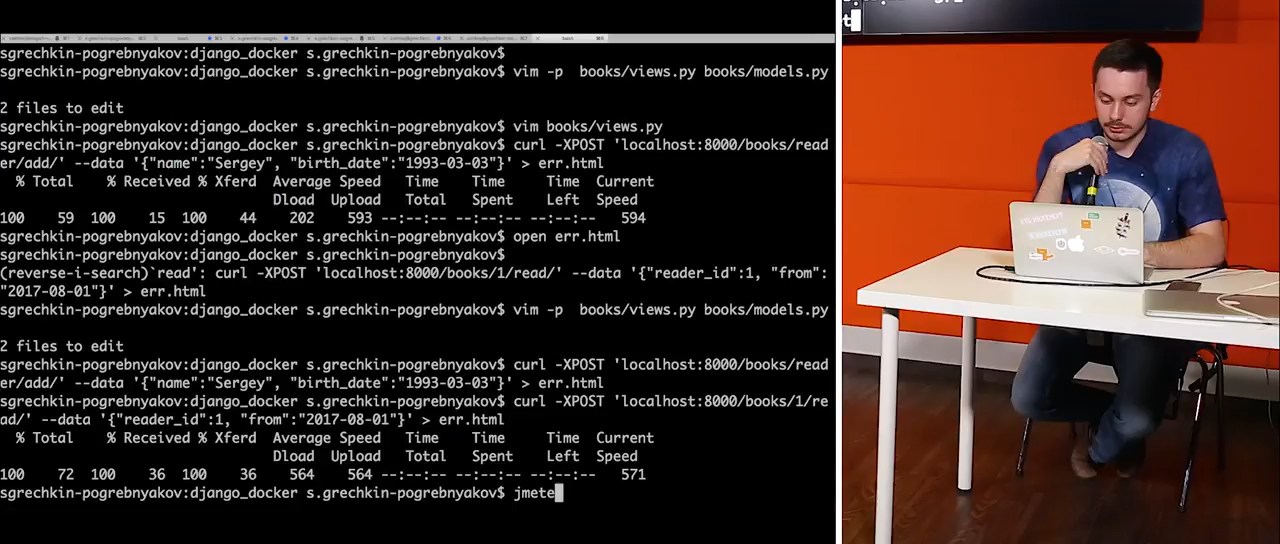 sgrechkin-pogrebnyakov:django_docker s.grechkin-pogrebnyakov$
sgrechkin-pogrebnyakov:django_docker s.grechkin-pogrebnyakov$ vim -p  books/views.py books/models.py
2 files to edit
sgrechkin-pogrebnyakov:django_docker s.grechkin-pogrebnyakov$ vim books/views.py
sgrechkin-pogrebnyakov:django_docker s.grechkin-pogrebnyakov$ curl -XPOST 'localhost:8000/books/read
er/add/' --data '{"name":"Sergey", "birth_date":"1993-03-03"}' > err.html
% Total % Received % Xferd Average Speed Time Time Time Current
Dload Upload Total Spent Left Speed
100 59 100 15 100 44 202 593 --:--:-- --:--:-- --:--:-- 594
sgrechkin-pogrebnyakov:django_docker s.grechkin-pogrebnyakov$ open err.html
sgrechkin-pogrebnyakov:django_docker s.grechkin-pogrebnyakov$
(reverse-i-search)`read': curl -XPOST 'localhost:8000/books/1/read/' --data '{"reader_id":1, "from":
"2017-08-01"}' > err.html
sgrechkin-pogrebnyakov:django_docker s.grechkin-pogrebnyakov$ vim -p  books/views.py books/models.py
2 files to edit
sgrechkin-pogrebnyakov:django_docker s.grechkin-pogrebnyakov$ curl -XPOST 'localhost:8000/books/read
er/add/' --data '{"name":"Sergey", "birth_date":"1993-03-03"}' > err.html
sgrechkin-pogrebnyakov:django_docker s.grechkin-pogrebnyakov$ curl -XPOST 'localhost:8000/books/1/re
ad/' --data '{"reader_id":1, "from":"2017-08-01"}' > err.html
% Total % Received % Xferd Average Speed Time Time Time Current
Dload Upload Total Spent Left Speed
100 72 100 36 100 36 564 564 --:--:-- --:--:-- --:--:-- 571
sgrechkin-pogrebnyakov:django_docker s.grechkin-pogrebnyakov$ jmete